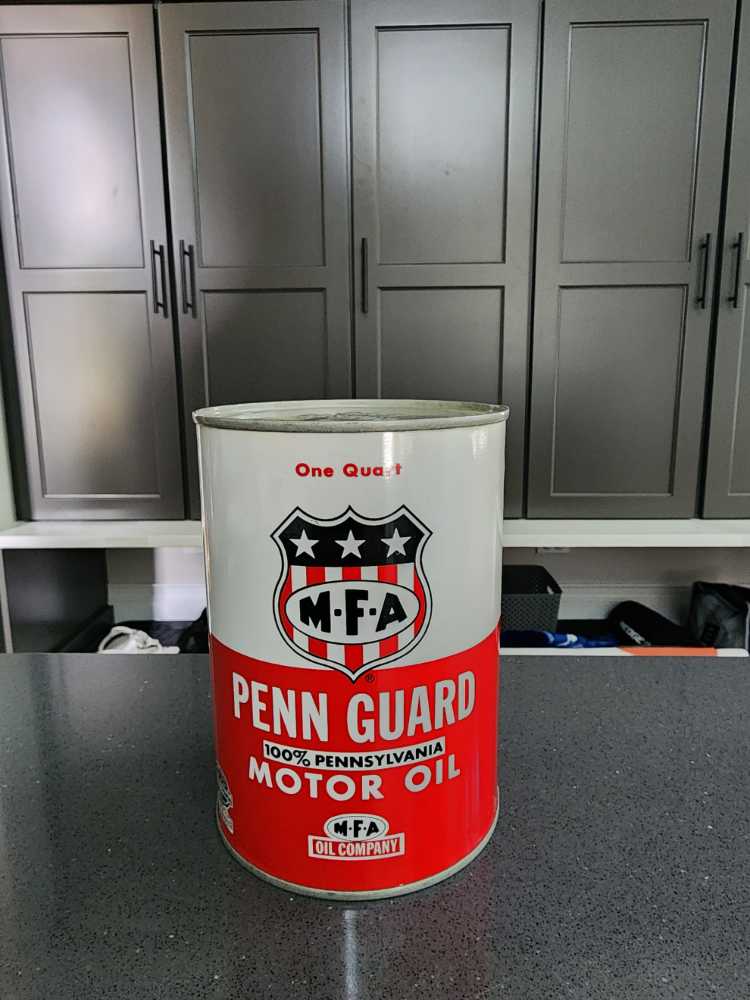 One Quart
M·F·A
®
PENN GUARD
100% PENNSYLVANIA
MOTOR OIL
M·F·A
OIL COMPANY